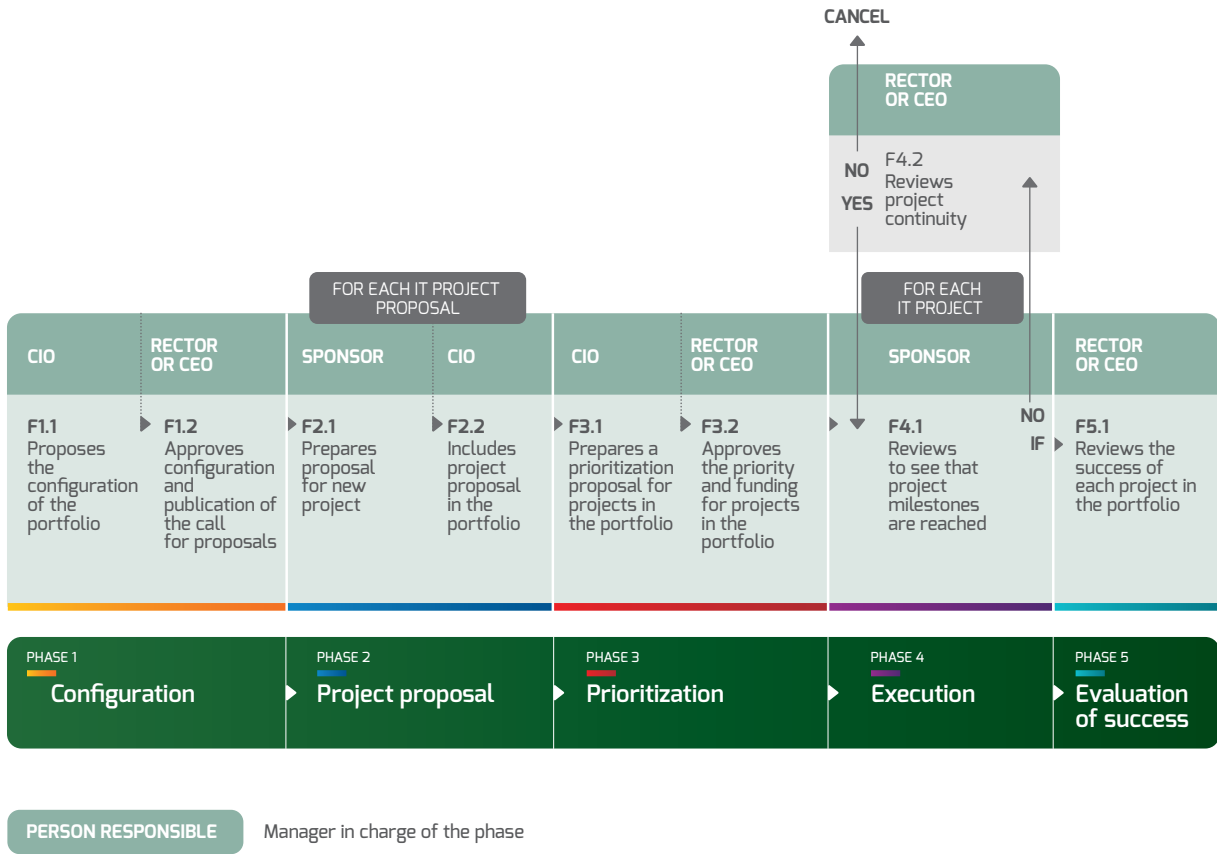 CANCEL
RECTOR
OR CEO
NO
YES
F4.2
Reviews
project
continuity
FOR EACH IT PROJECT
PROPOSAL
FOR EACH
IT PROJECT
CIO
RECTOR
OR CEO
SPONSOR
CIO
CIO
RECTOR
OR CEO
SPONSOR
RECTOR
OR CEO
F1.1
Proposes
the
configuration
of the
portfolio
F1.2
Approves
configuration
and
publication of
the call
for proposals
F2.1
Prepares
proposal
for new
project
F2.2
Includes
project
proposal
in the
portfolio
F3.1
Prepares a
prioritization
proposal for
projects in
the portfolio
F3.2
Approves
the priority
and funding
for projects
in the
portfolio
F4.1
Reviews
to see that
project
milestones
are reached
NO
IF
F5.1
Reviews the
success of
each project in
the portfolio
PHASE 1
Configuration
PHASE 2
Project proposal
PHASE 3
Prioritization
PHASE 4
Execution
PHASE 5
Evaluation
of success
PERSON RESPONSIBLE
Manager in charge of the phase